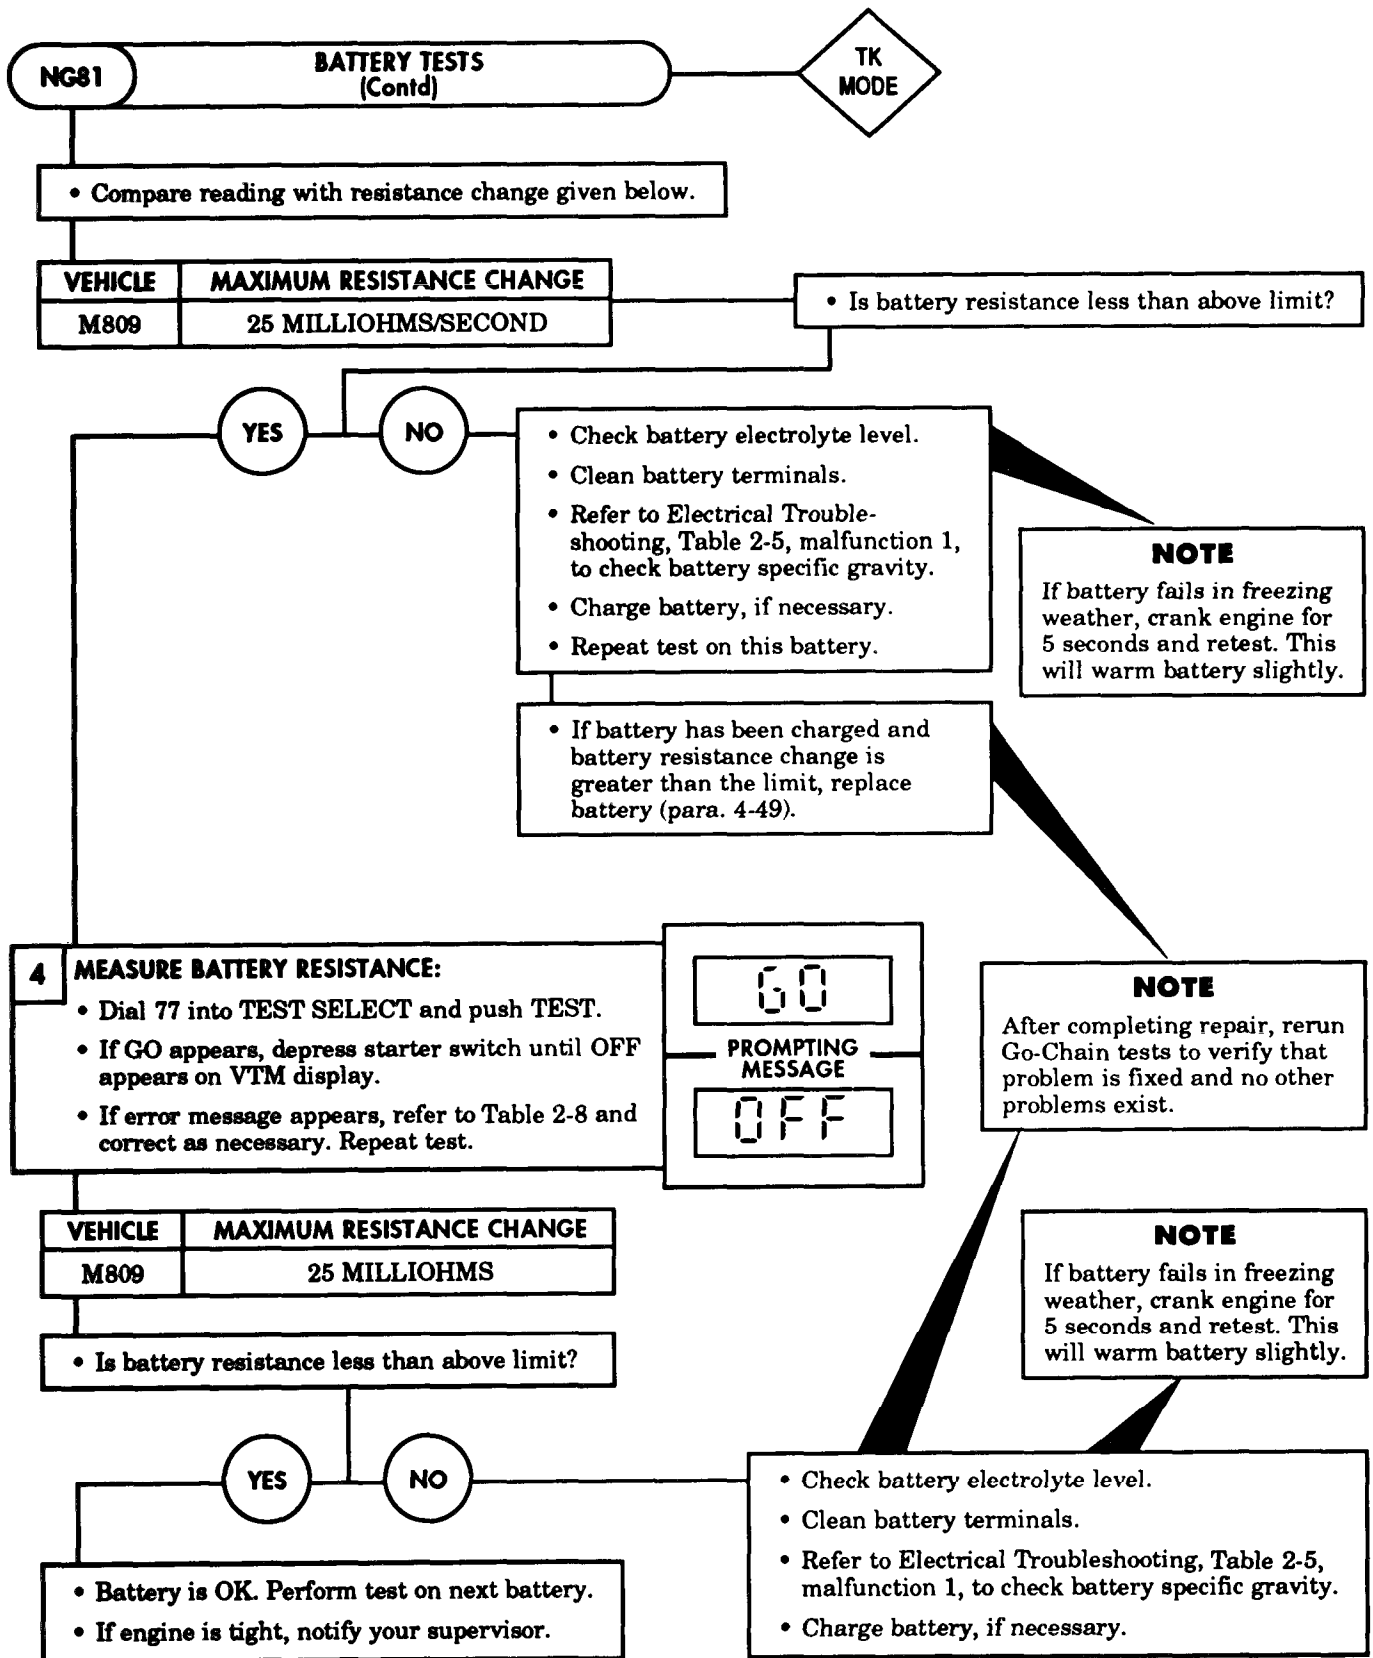 NG81
BATTERY TESTS
(Contd)
TK
MODE
• Compare reading with resistance change given below.
VEHICLE MAXIMUM RESISTANCE CHANGE
M809 25 MILLIOHMS/SECOND
• Is battery resistance less than above limit?
YES
NO
• Check battery electrolyte level.
• Clean battery terminals.
• Refer to Electrical Trouble-
shooting, Table 2-5, malfunction 1,
to check battery specific gravity.
• Charge battery, if necessary.
• Repeat test on this battery.
NOTE
If battery fails in freezing
weather, crank engine for
5 seconds and retest. This
will warm battery slightly.
• If battery has been charged and
battery resistance change is
greater than the limit, replace
battery (para. 4-49).
4 MEASURE BATTERY RESISTANCE:
• Dial 77 into TEST SELECT and push TEST.
• If GO appears, depress starter switch until OFF
appears on VTM display.
• If error message appears, refer to Table 2-8 and
correct as necessary. Repeat test.
GO
PROMPTING
MESSAGE
OFF
NOTE
After completing repair, rerun
Go-Chain tests to verify that
problem is fixed and no other
problems exist.
VEHICLE MAXIMUM RESISTANCE CHANGE
M809 25 MILLIOHMS
• Is battery resistance less than above limit?
NOTE
If battery fails in freezing
weather, crank engine for
5 seconds and retest. This
will warm battery slightly.
YES
NO
• Check battery electrolyte level.
• Clean battery terminals.
• Refer to Electrical Troubleshooting, Table 2-5,
malfunction 1, to check battery specific gravity.
• Charge battery, if necessary.
• Battery is OK. Perform test on next battery.
• If engine is tight, notify your supervisor.